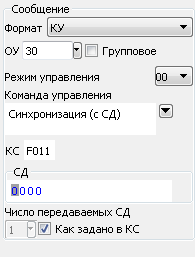 Сообщение
Формат КУ
ОУ 30 Групповое
Режим управления 00
Команда управления
Синхронизация (с СД)
КС F011
СД
0000
Число передаваемых СД
1 Как задано в КС